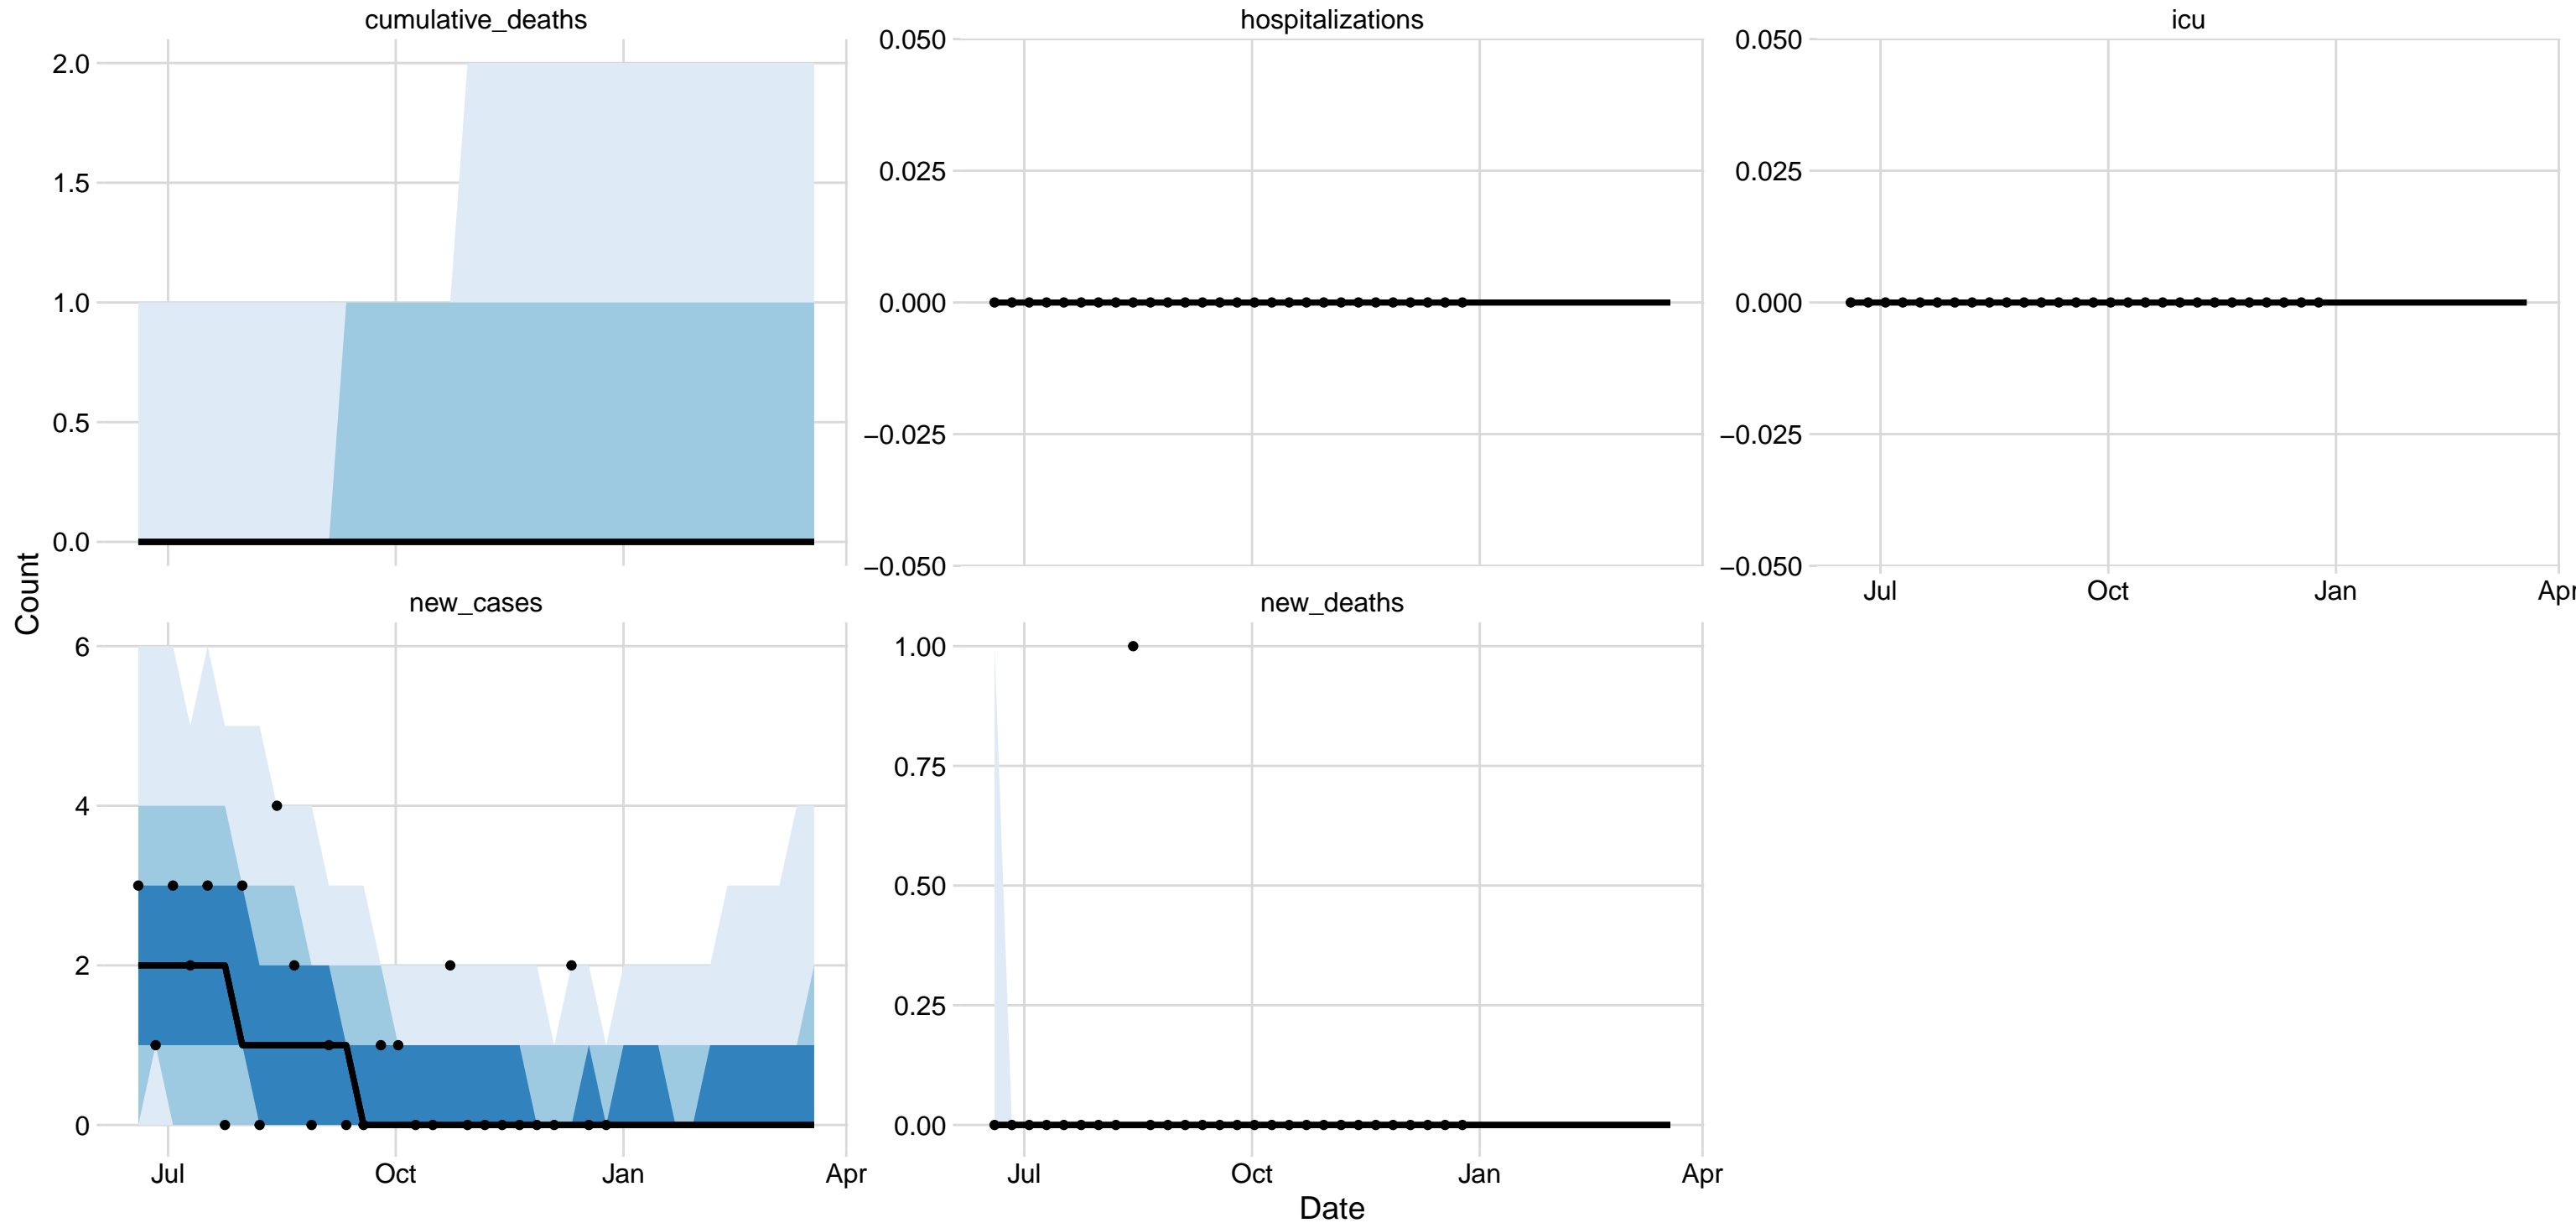 cumulative_deaths
hospitalizations
icu
2.0
1.5
1.0
0.5
0.0
0.050
0.025
0.000
−0.025
−0.050
0.050
0.025
0.000
−0.025
−0.050
Jul Oct Jan Apr
Count
new_cases
new_deaths
6
4
2
0
1.00
0.75
0.50
0.25
0.00
Jul Oct Jan Apr
Jul Oct Jan Apr
Date